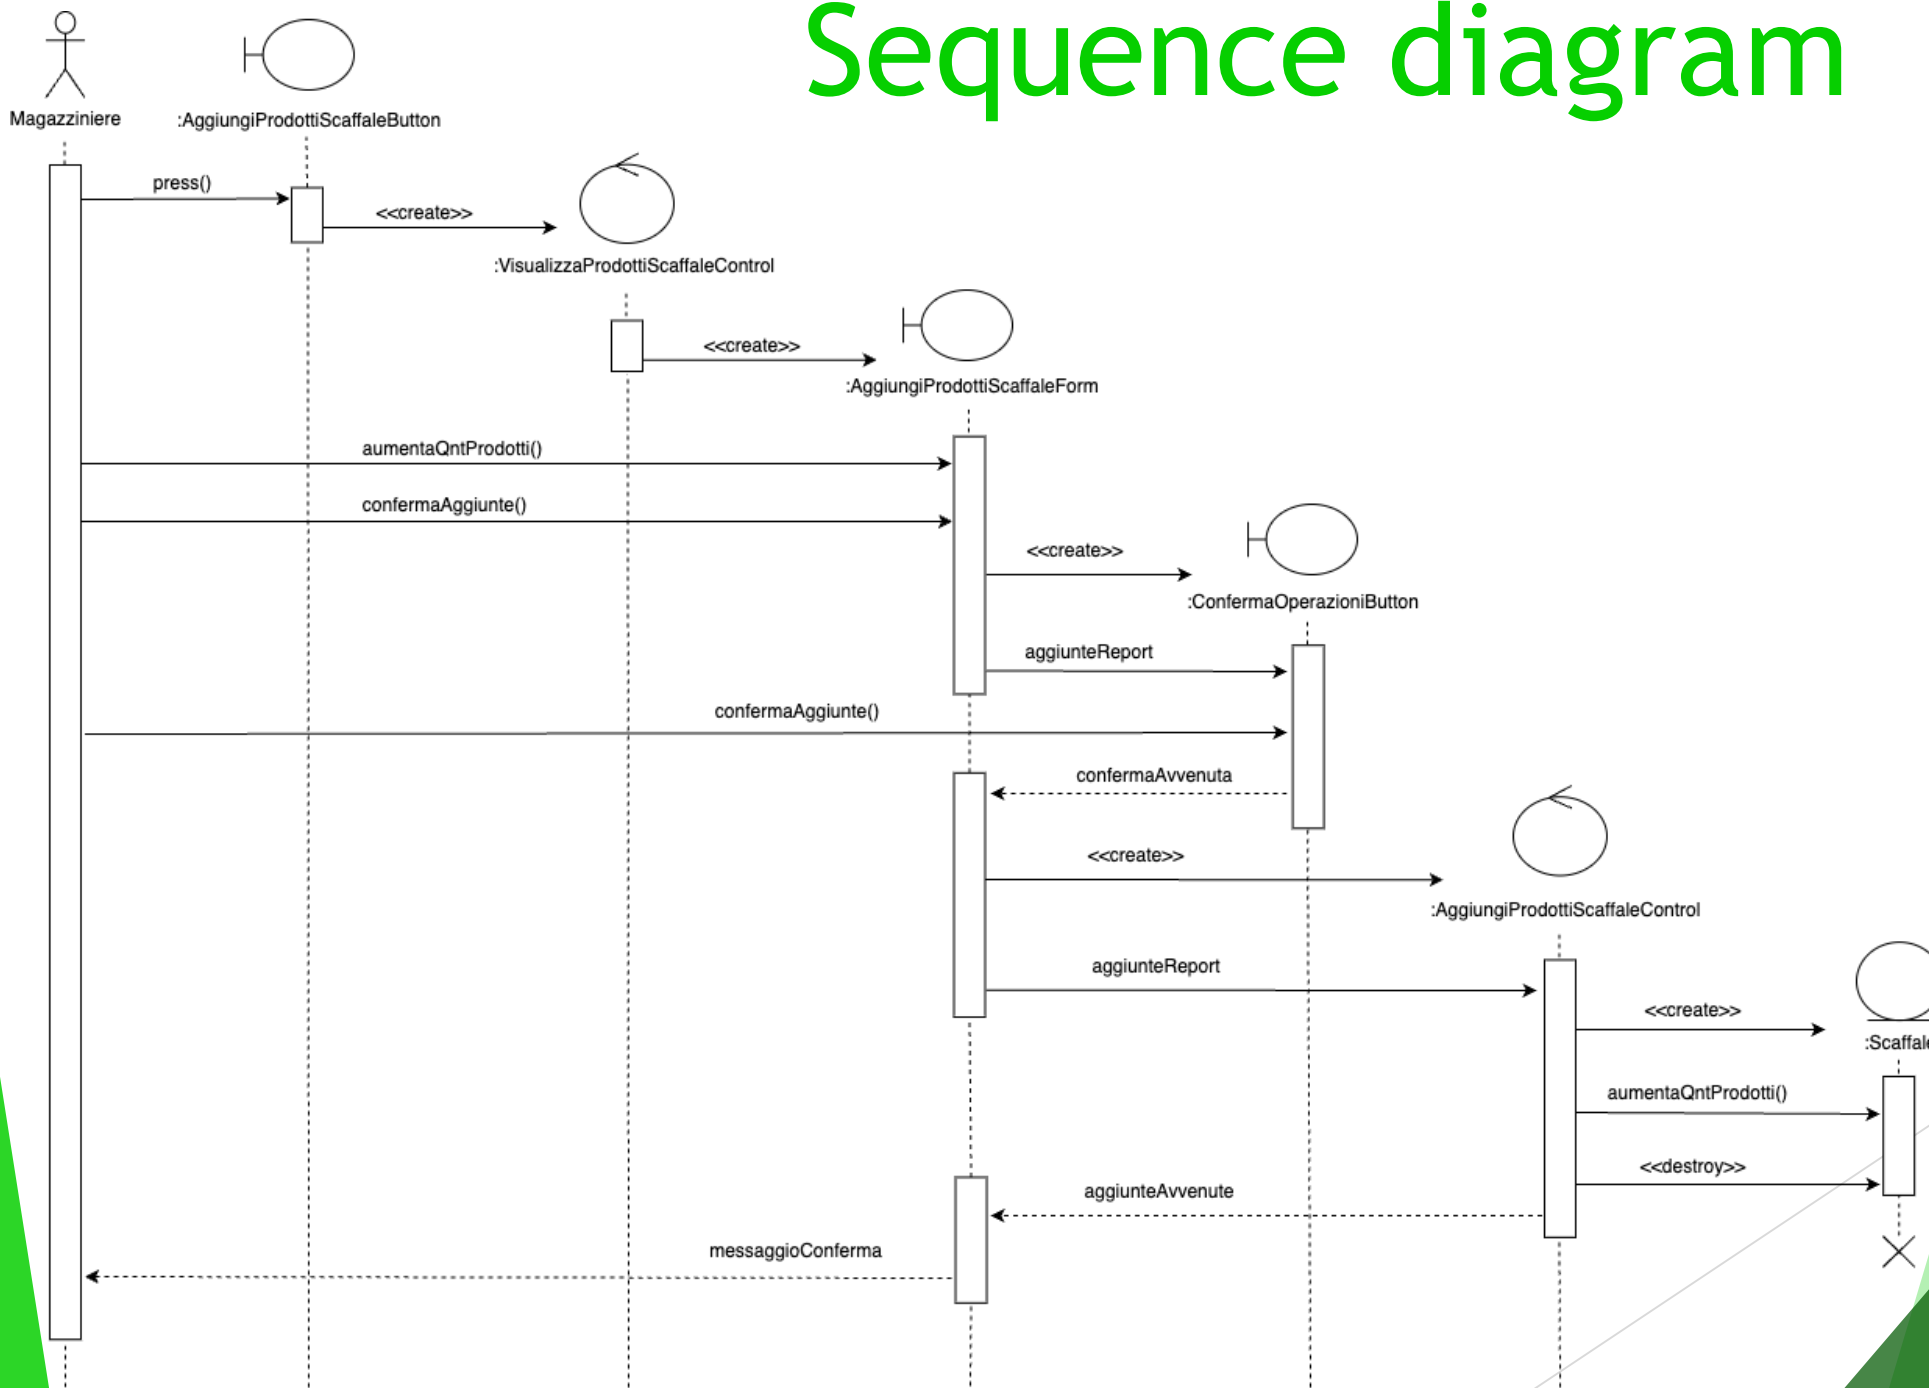 Sequence diagram
Magazziniere
:AggiungiProdottiScaffaleButton
press()
<<create>>
:VisualizzaProdottiScaffaleControl
<<create>>
:AggiungiProdottiScaffaleForm
aumentaQntProdotti()
confermaAggiunte()
<<create>>
:ConfermaOperazioniButton
aggiunteReport
confermaAggiunte()
confermaAvvenuta
<<create>>
:AggiungiProdottiScaffaleControl
aggiunteReport
<<create>>
:Scaffale
aumentaQntProdotti()
<<destroy>>
aggiunteAvvenute
messaggioConferma